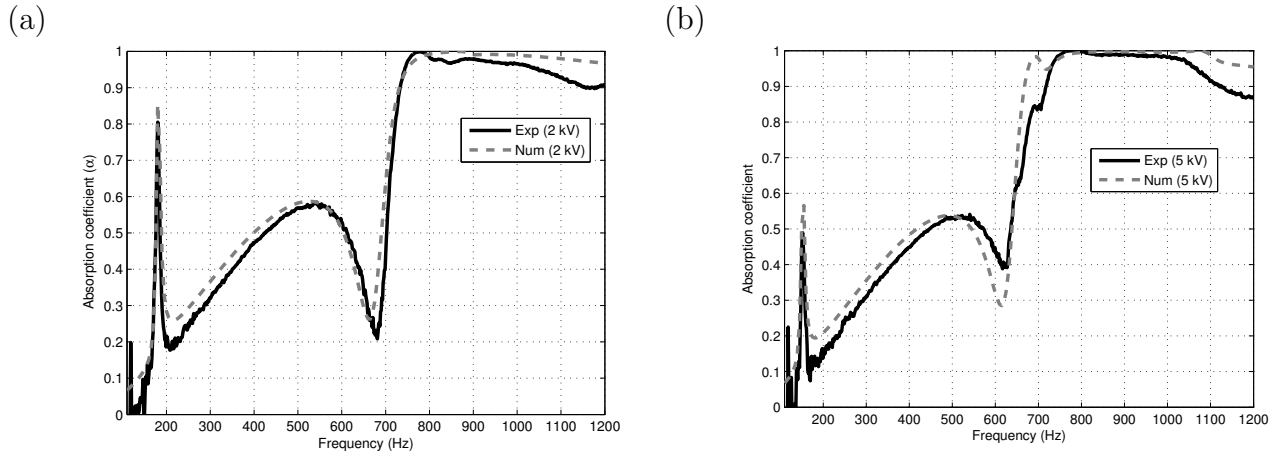 (a)
1
0.9
0.8
0.7
0.6
0.5
0.4
0.3
0.2
0.1
0
Absorption coefficient (α)
Exp (2 kV)
Num (2 kV)
200 300 400 500 600 700 800 900 1000 1100 1200
Frequency (Hz)
(b)
1
0.9
0.8
0.7
0.6
0.5
0.4
0.3
0.2
0.1
0
Absorption coefficient
Exp (5 kV)
Num (5 kV)
200 300 400 500 600 700 800 900 1000 1100 1200
Frequency (Hz)